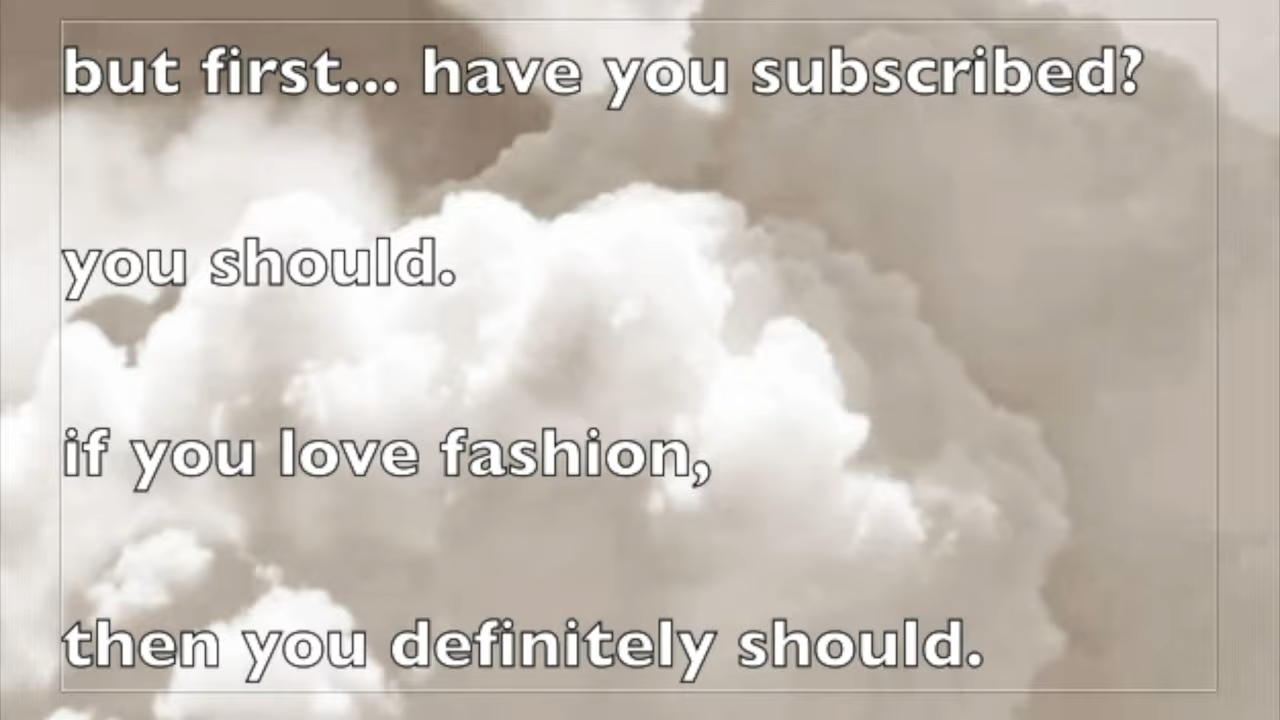 but first... have you subscribed?
you should.
if you love fashion,
then you definitely should.